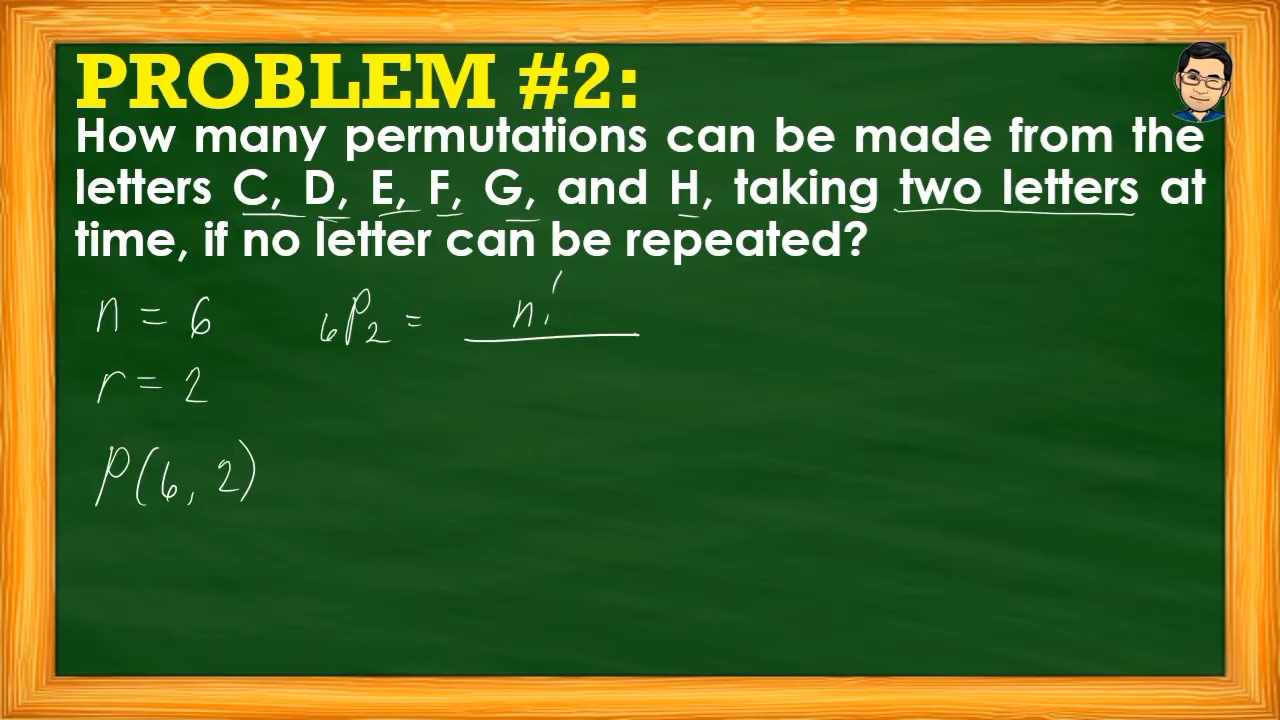 PROBLEM #2:
How many permutations can be made from the
letters C, D, E, F, G, and H, taking two letters at
time, if no letter can be repeated?
n = 6
₆P₂ = n!
r = 2
P(6, 2)